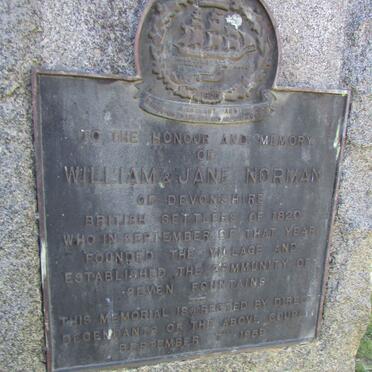 TO THE HONOUR AND MEMORY
OF
WILLIAM & JANE NORMAN
OF DEVONSHIRE
BRITISH SETTLERS OF 1820
WHO IN SEPTEMBER OF THAT YEAR
FOUNDED THE VILLAGE AND
ESTABLISHED THE COMMUNITY OF
SEVEN FOUNTAINS
THIS MEMORIAL IS ERECTED BY DIRECT
DECENDANTS OF THE ABOVE
SEPTEMBER